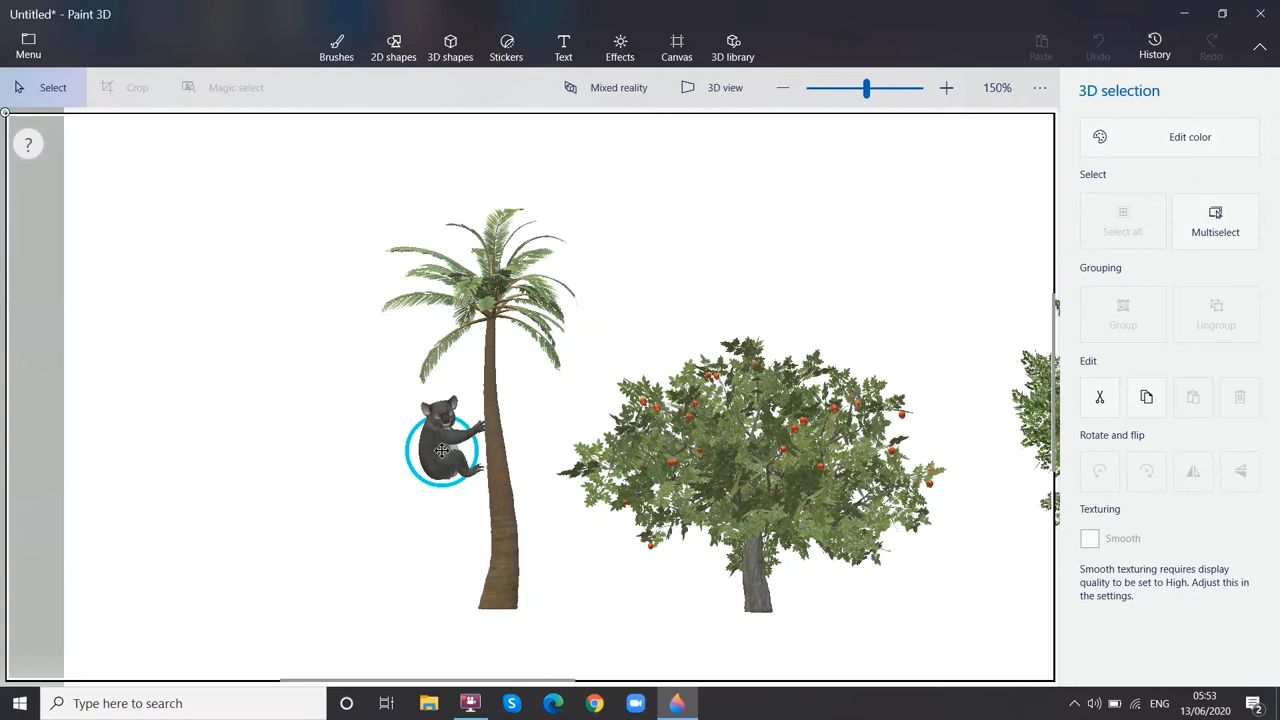 Untitled* - Paint 3D
Menu
Brushes
2D shapes
3D shapes
Stickers
Text
Effects
Canvas
3D library
Paste
Undo
History
Redo
Select
Crop
Magic select
Mixed reality
3D view
150%
?
3D selection
Edit color
Select
Select all
Multiselect
Grouping
Group
Ungroup
Edit
Rotate and flip
Texturing
Smooth
Smooth texturing requires display
quality to be set to High. Adjust this in
the settings.
Type here to search
ENG
05:53
13/06/2020
2